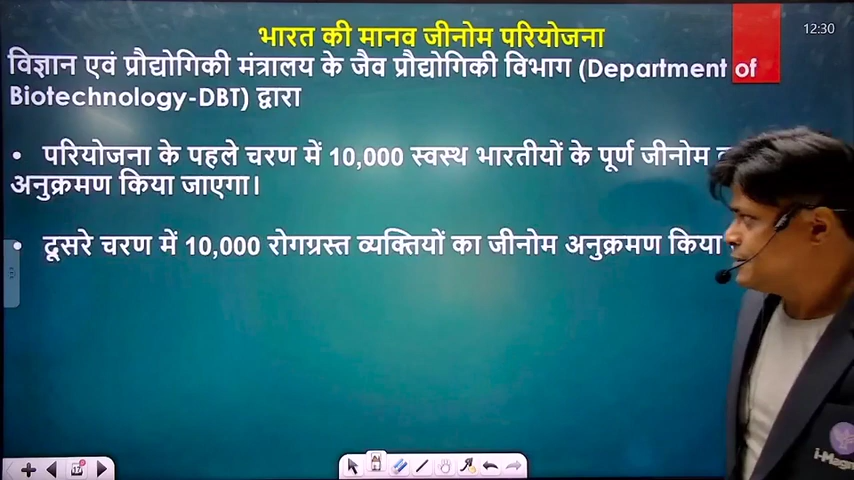 भारत की मानव जीनोम परियोजना
12:30
विज्ञान एवं प्रौद्योगिकी मंत्रालय के जैव प्रौद्योगिकी विभाग (Department of
Biotechnology-DBT) द्वारा
• परियोजना के पहले चरण में 10,000 स्वस्थ भारतीयों के पूर्ण जीनोम
अनुक्रमण किया जाएगा।
• दूसरे चरण में 10,000 रोगग्रस्त व्यक्तियों का जीनोम अनुक्रमण किया